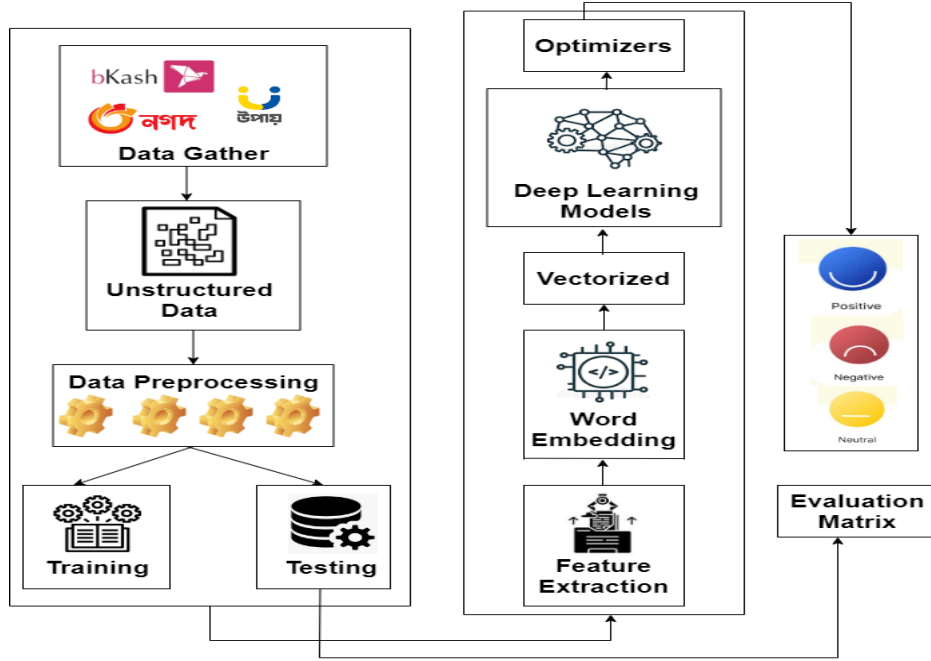 bKash
নগদ
উপায়
Data Gather
Unstructured
Data
Data Preprocessing
Training
Testing
Optimizers
Deep Learning
Models
Vectorized
</>
Word
Embedding
Feature
Extraction
Positive
Negative
Neutral
Evaluation
Matrix